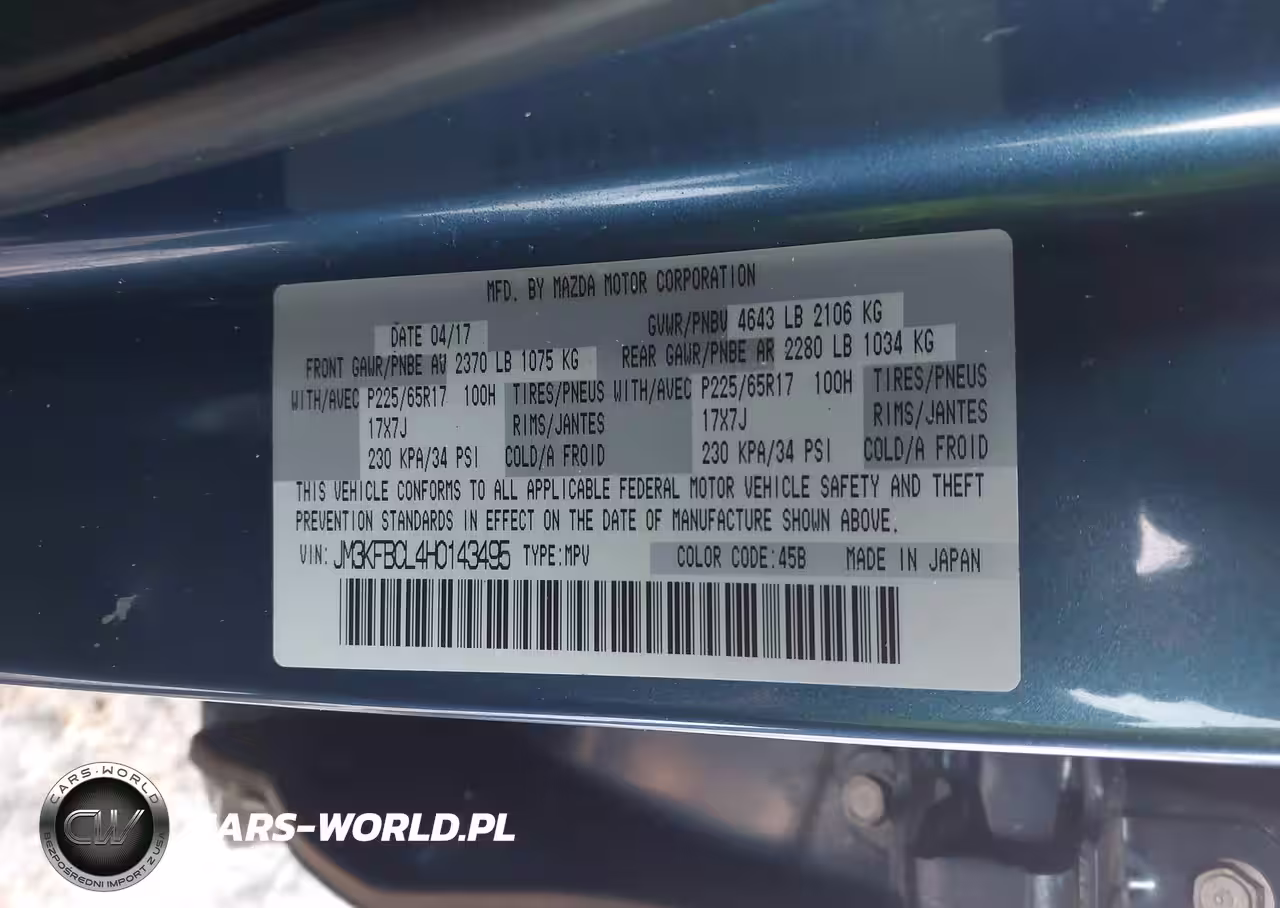 MFD. BY MAZDA MOTOR CORPORATION
DATE 04/17 GVWR/PNBV 4643 LB 2106 KG
FRONT GAWR/PNBE AV 2370 LB 1075 KG REAR GAWR/PNBE AR 2280 LB 1034 KG
WITH/AVEC P225/65R17 100H TIRES/PNEUS WITH/AVEC P225/65R17 100H TIRES/PNEUS
17X7J RIMS/JANTES 17X7J RIMS/JANTES
230 KPA/34 PSI COLD/A FROID 230 KPA/34 PSI COLD/A FROID
THIS VEHICLE CONFORMS TO ALL APPLICABLE FEDERAL MOTOR VEHICLE SAFETY AND THEFT
PREVENTION STANDARDS IN EFFECT ON THE DATE OF MANUFACTURE SHOWN ABOVE.
VIN: JM3KFBCL4H0143495 TYPE:MPV COLOR CODE:45B MADE IN JAPAN
CARS-WORLD
CW
BEZPOŚREDNI IMPORT Z USA
CARS-WORLD.PL